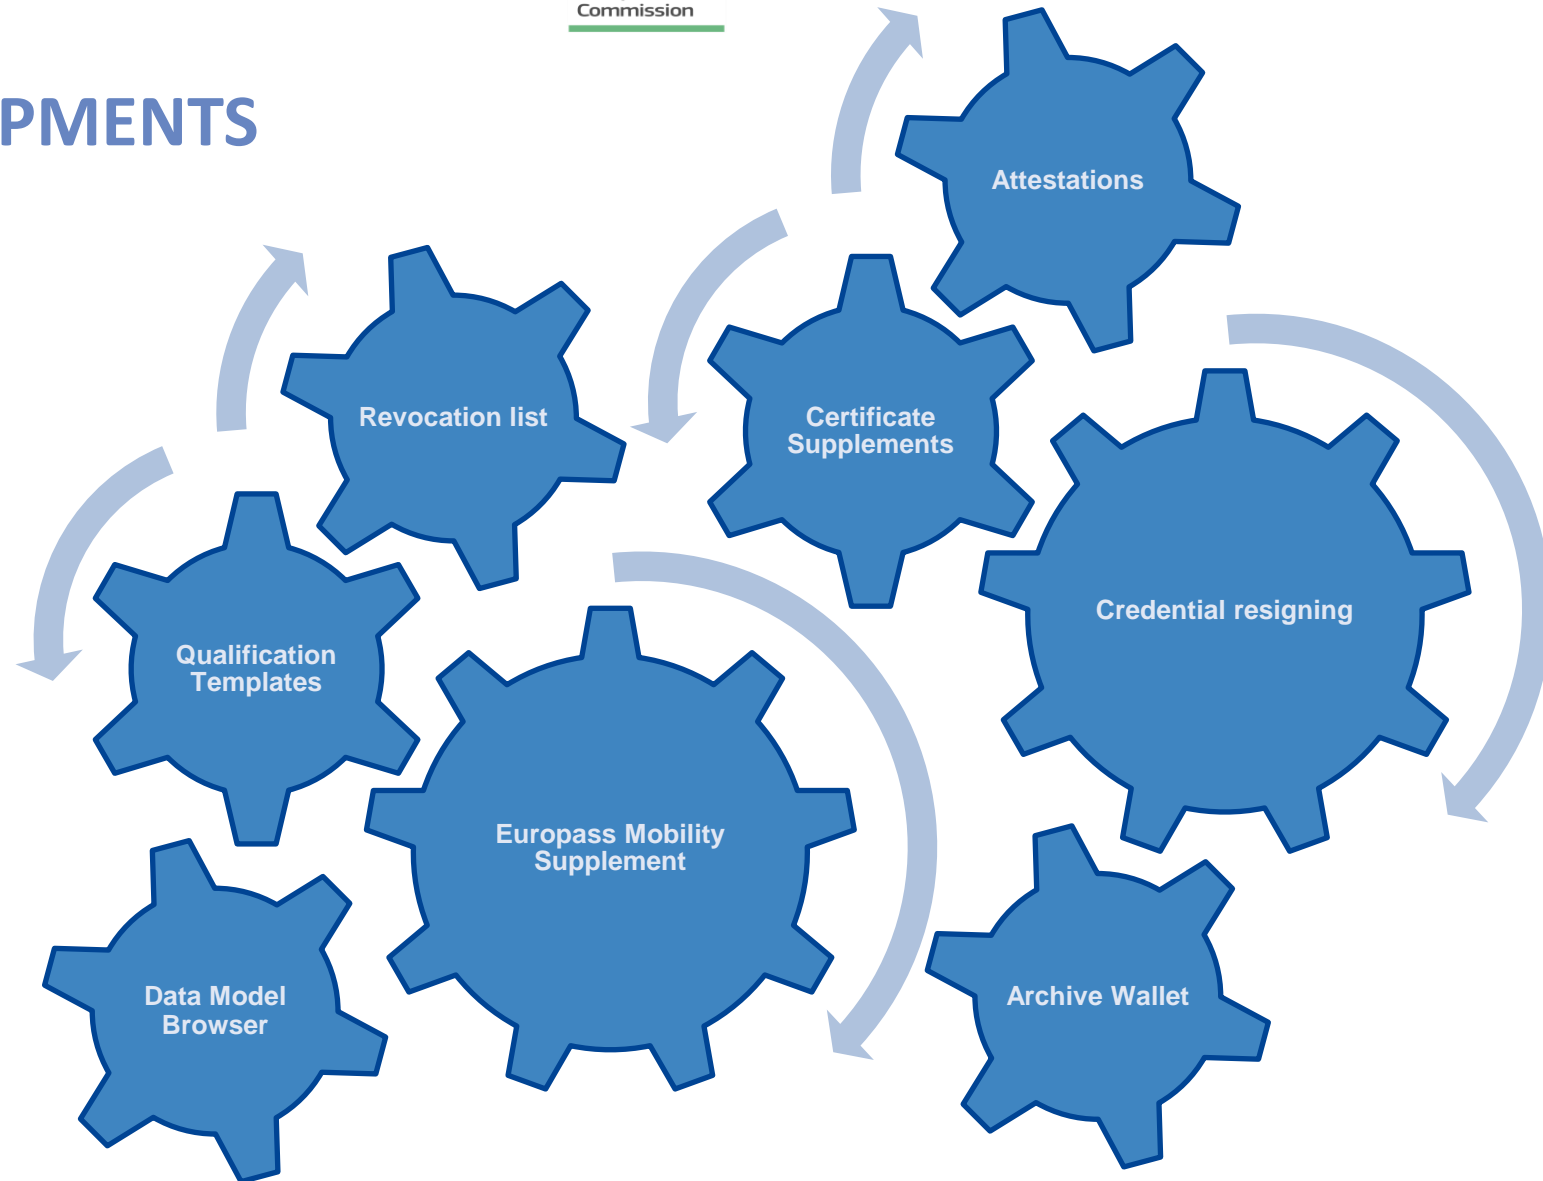 Commission
PMENTS
Attestations
Revocation list
Certificate
Supplements
Credential resigning
Qualification
Templates
Europass Mobility
Supplement
Data Model
Browser
Archive Wallet